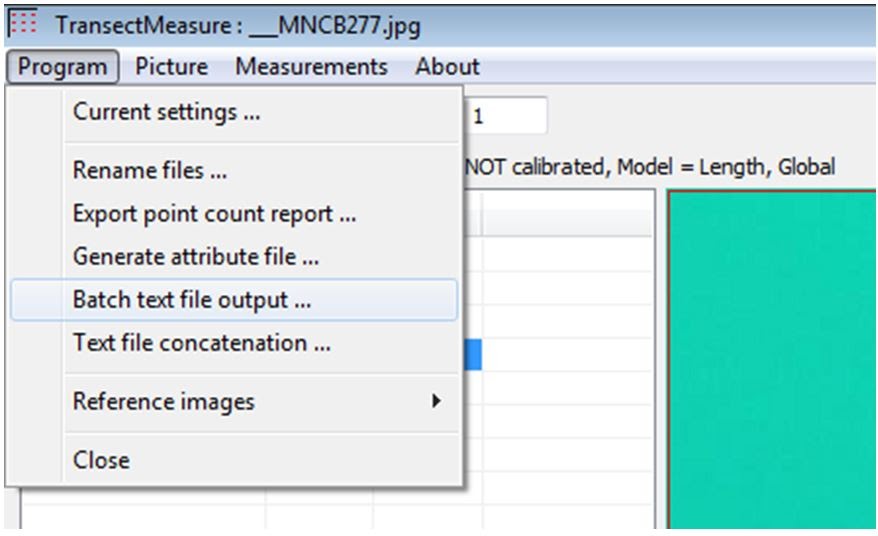 TransectMeasure : __MNCB277.jpg
Program Picture Measurements About
Current settings ...
1
NOT calibrated, Model = Length, Global
Rename files ...
Export point count report ...
Generate attribute file ...
Batch text file output ...
Text file concatenation ...
Reference images
Close